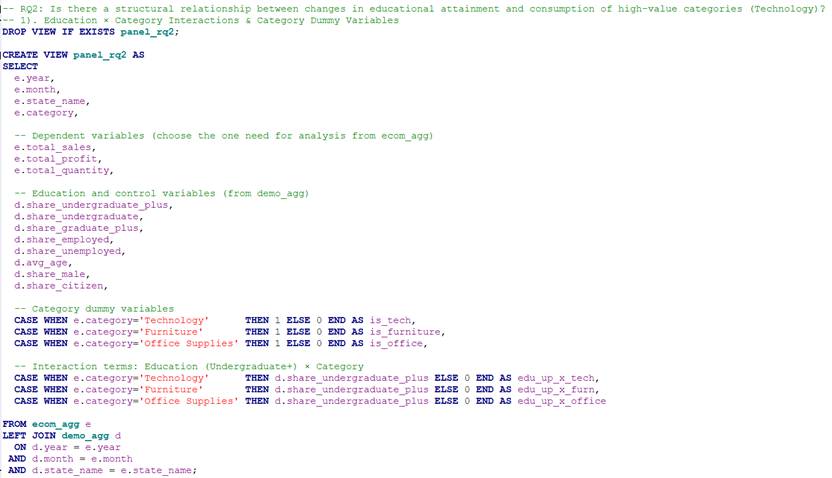 -- RQ2: Is there a structural relationship between changes in educational attainment and consumption of high-value categories (Technology)?
-- 1). Education × Category Interactions & Category Dummy Variables
DROP VIEW IF EXISTS panel_rq2;

CREATE VIEW panel_rq2 AS
SELECT
  e.year,
  e.month,
  e.state_name,
  e.category,

  -- Dependent variables (choose the one need for analysis from ecom_agg)
  e.total_sales,
  e.total_profit,
  e.total_quantity,

  -- Education and control variables (from demo_agg)
  d.share_undergraduate_plus,
  d.share_undergraduate,
  d.share_graduate_plus,
  d.share_employed,
  d.share_unemployed,
  d.avg_age,
  d.share_male,
  d.share_citizen,

  -- Category dummy variables
  CASE WHEN e.category='Technology'      THEN 1 ELSE 0 END AS is_tech,
  CASE WHEN e.category='Furniture'       THEN 1 ELSE 0 END AS is_furniture,
  CASE WHEN e.category='Office Supplies' THEN 1 ELSE 0 END AS is_office,

  -- Interaction terms: Education (Undergraduate+) × Category
  CASE WHEN e.category='Technology'      THEN d.share_undergraduate_plus ELSE 0 END AS edu_up_x_tech,
  CASE WHEN e.category='Furniture'       THEN d.share_undergraduate_plus ELSE 0 END AS edu_up_x_furn,
  CASE WHEN e.category='Office Supplies' THEN d.share_undergraduate_plus ELSE 0 END AS edu_up_x_office

FROM ecom_agg e
LEFT JOIN demo_agg d
  ON d.year = e.year
 AND d.month = e.month
 AND d.state_name = e.state_name;